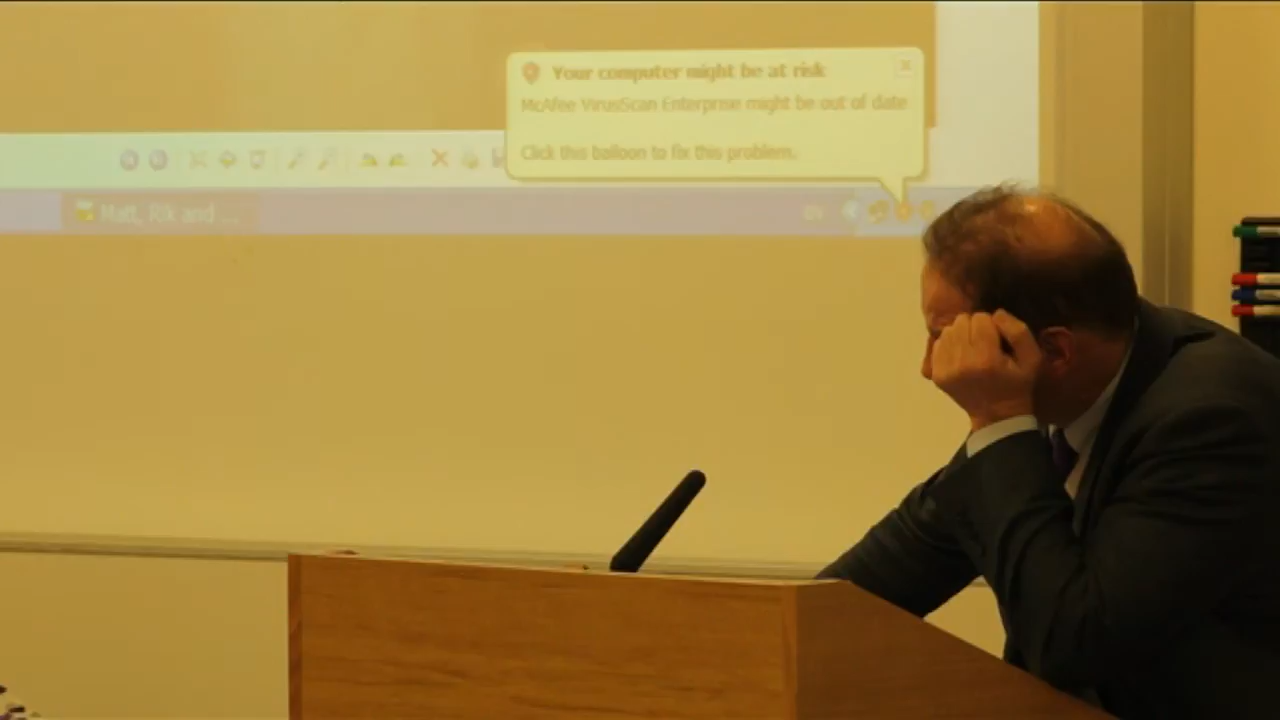 Your computer might be at risk
McAfee VirusScan Enterprise might be out of date
Click this balloon to fix this problem.
Matt, Rik and ...